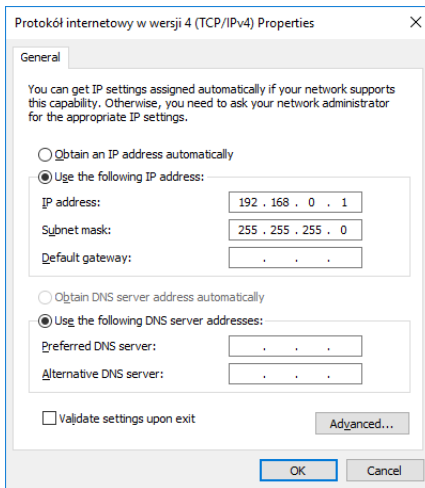 Protokół internetowy w wersji 4 (TCP/IPv4) Properties
General
You can get IP settings assigned automatically if your network supports
this capability. Otherwise, you need to ask your network administrator
for the appropriate IP settings.
Obtain an IP address automatically
Use the following IP address:
IP address: 192 . 168 . 0 . 1
Subnet mask: 255 . 255 . 255 . 0
Default gateway: . . .
Obtain DNS server address automatically
Use the following DNS server addresses:
Preferred DNS server: . . .
Alternative DNS server: . . .
Validate settings upon exit
Advanced...
OK Cancel